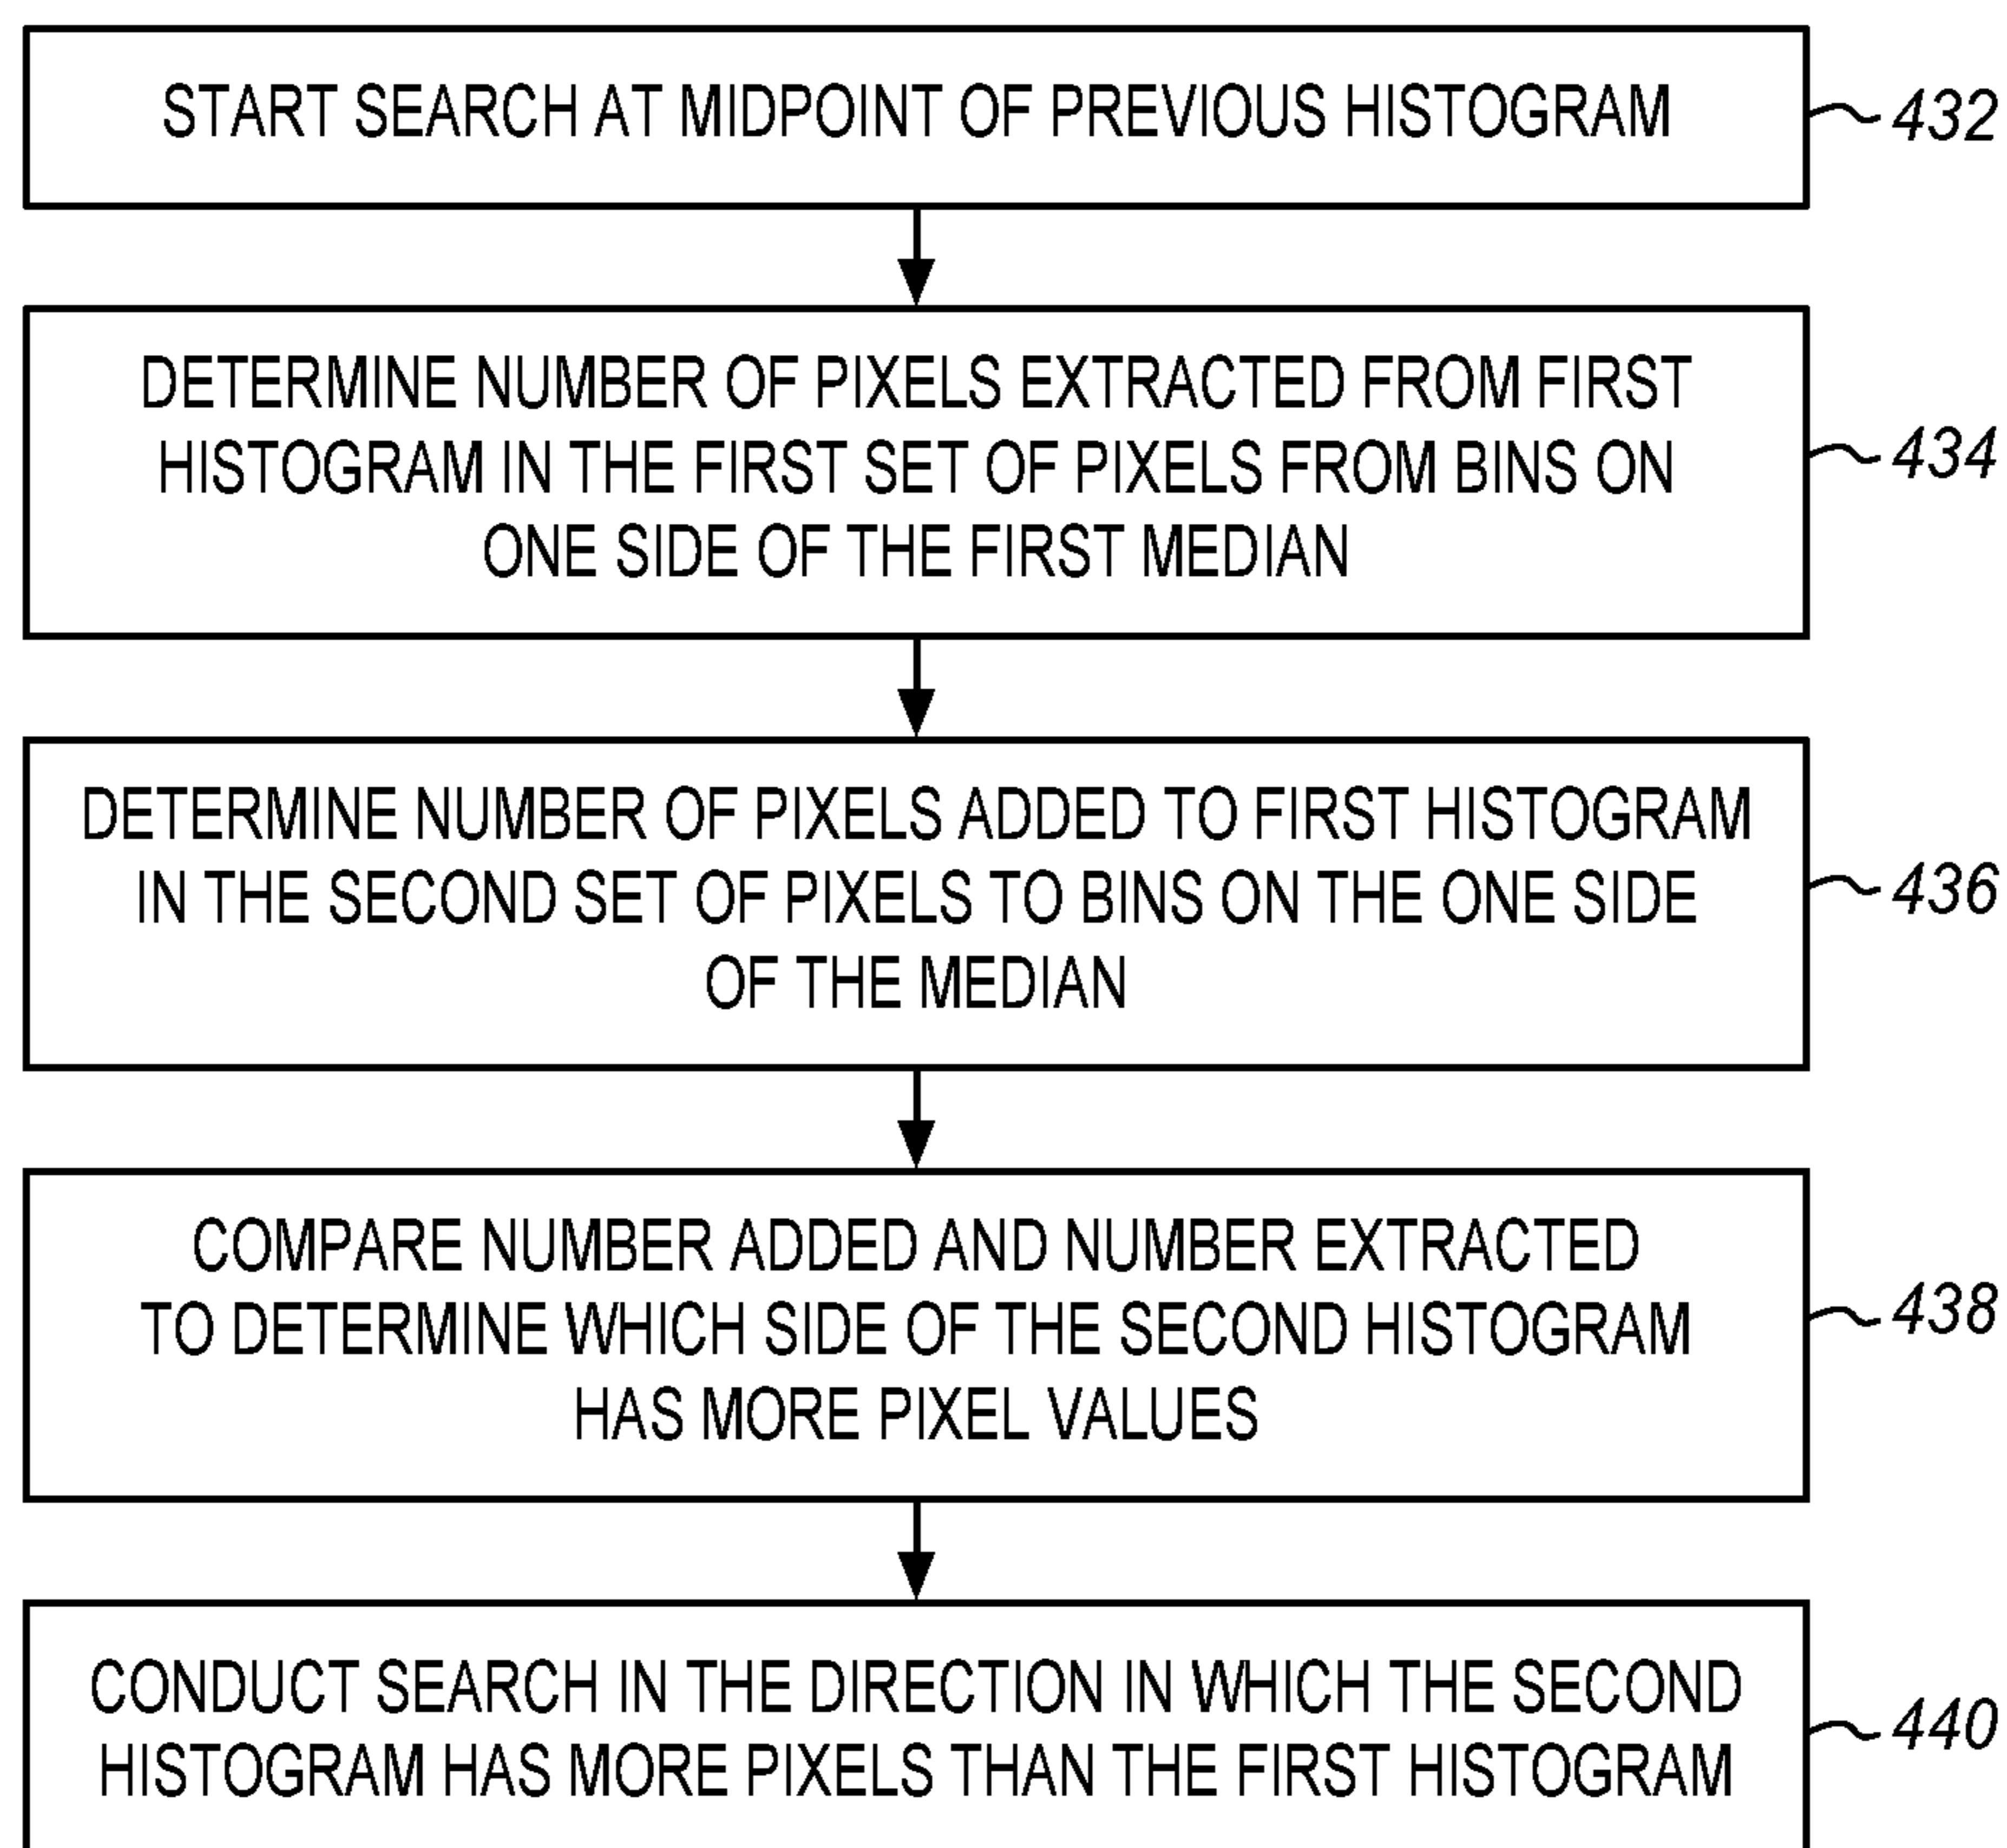 START SEARCH AT MIDPOINT OF PREVIOUS HISTOGRAM
432
DETERMINE NUMBER OF PIXELS EXTRACTED FROM FIRST
HISTOGRAM IN THE FIRST SET OF PIXELS FROM BINS ON
ONE SIDE OF THE FIRST MEDIAN
434
DETERMINE NUMBER OF PIXELS ADDED TO FIRST HISTOGRAM
IN THE SECOND SET OF PIXELS TO BINS ON THE ONE SIDE
OF THE MEDIAN
436
COMPARE NUMBER ADDED AND NUMBER EXTRACTED
TO DETERMINE WHICH SIDE OF THE SECOND HISTOGRAM
HAS MORE PIXEL VALUES
438
CONDUCT SEARCH IN THE DIRECTION IN WHICH THE SECOND
HISTOGRAM HAS MORE PIXELS THAN THE FIRST HISTOGRAM
440